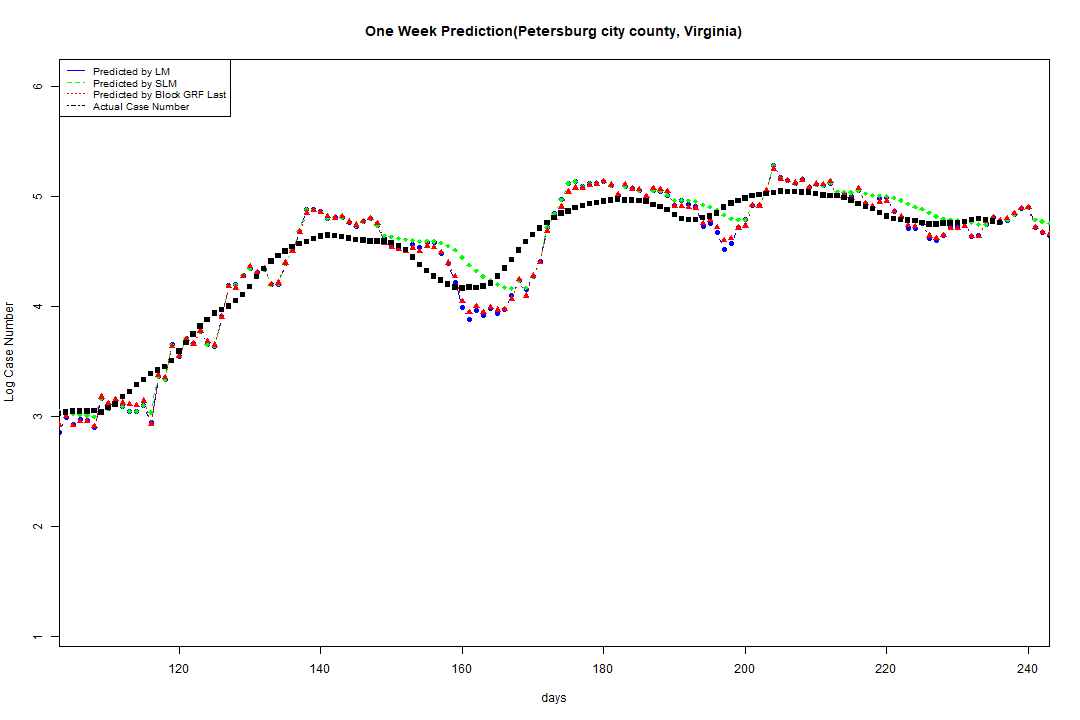 One Week Prediction(Petersburg city county, Virginia)
Predicted by LM
Predicted by SLM
Predicted by Block GRF Last
Actual Case Number
6
5
4
3
2
1
Log Case Number
120 140 160 180 200 220 240
days